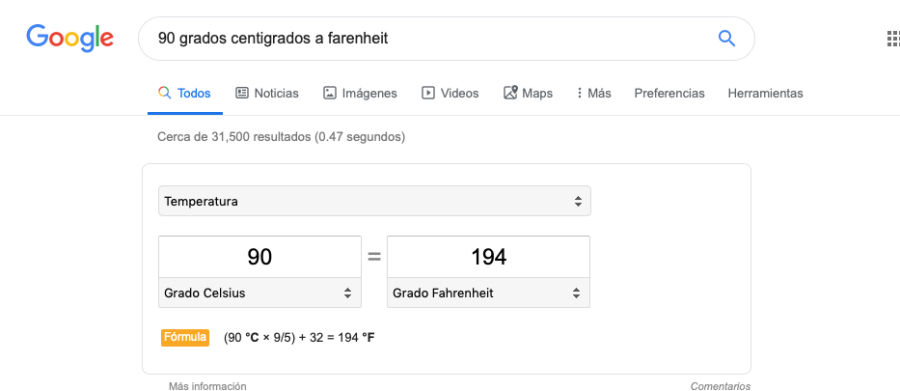 Google 90 grados centigrados a farenheit
Todos Noticias Imágenes Videos Maps Más Preferencias Herramientas
Cerca de 31,500 resultados (0.47 segundos)
Temperatura
90 = 194
Grado Celsius Grado Fahrenheit
Fórmula (90 °C × 9/5) + 32 = 194 °F
Más información Comentarios